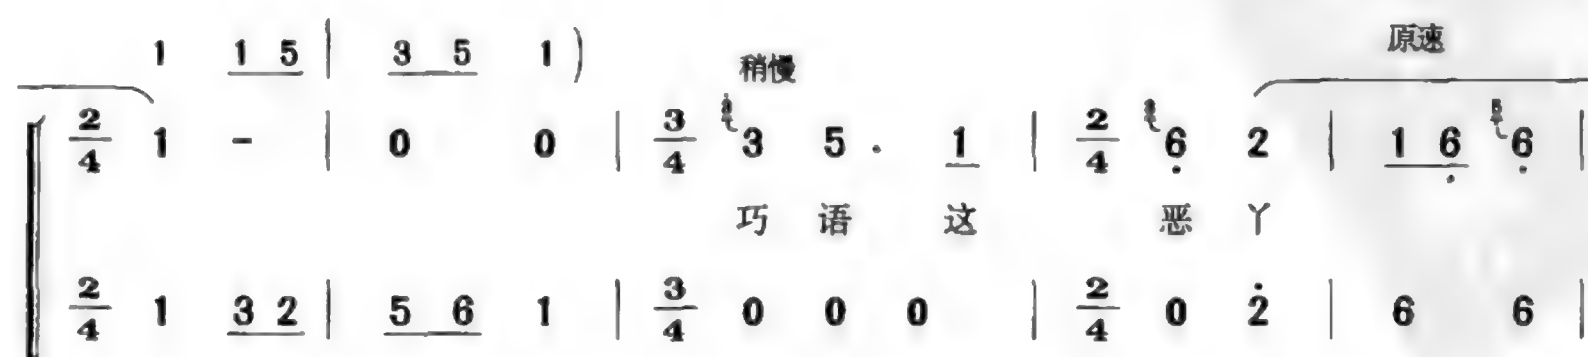 1 1 5 | 3 5 1 )
稍慢
原速
2/4 1 - | 0 0 | 3/4 3 5 . 1 | 2/4 6 2 | 1 6 6 |
巧 语 这 恶 丫
2/4 1 3 2 | 5 6 1 | 3/4 0 0 0 | 2/4 0 2 | 6 6 |